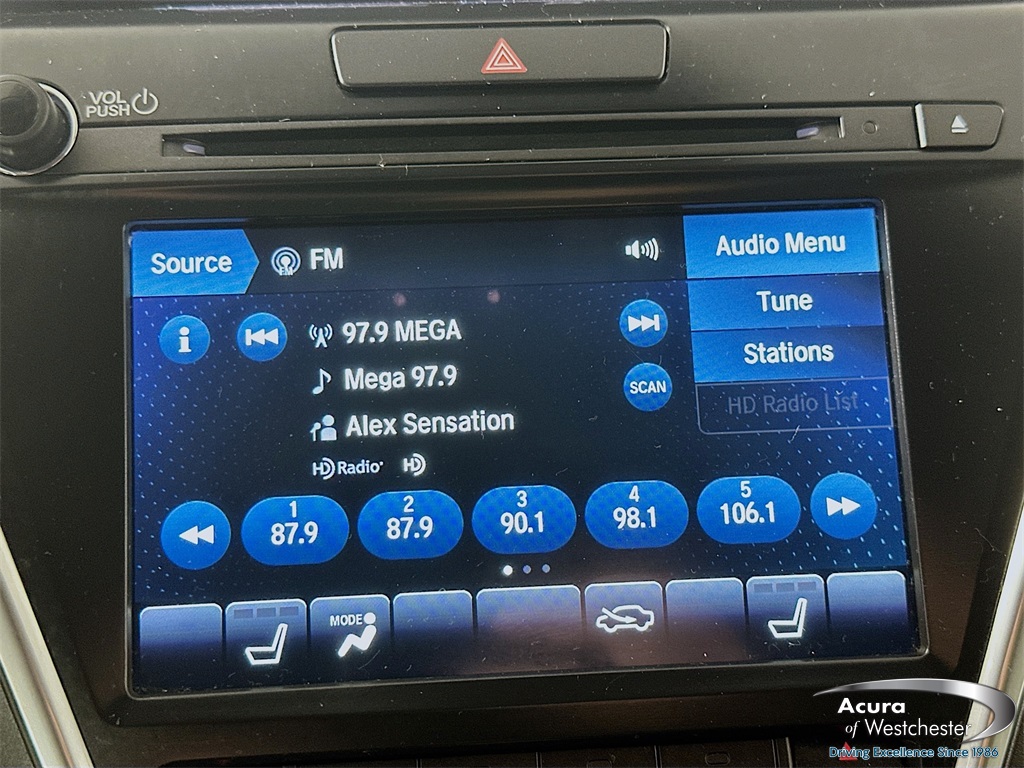 VOL
PUSH
Source
FM
Audio Menu
Tune
97.9 MEGA
Stations
Mega 97.9
SCAN
HD Radio List
Alex Sensation
HD Radio HD
1
87.9
2
87.9
3
90.1
4
98.1
5
106.1
MODE
Acura
of Westchester
Driving Excellence Since 1986